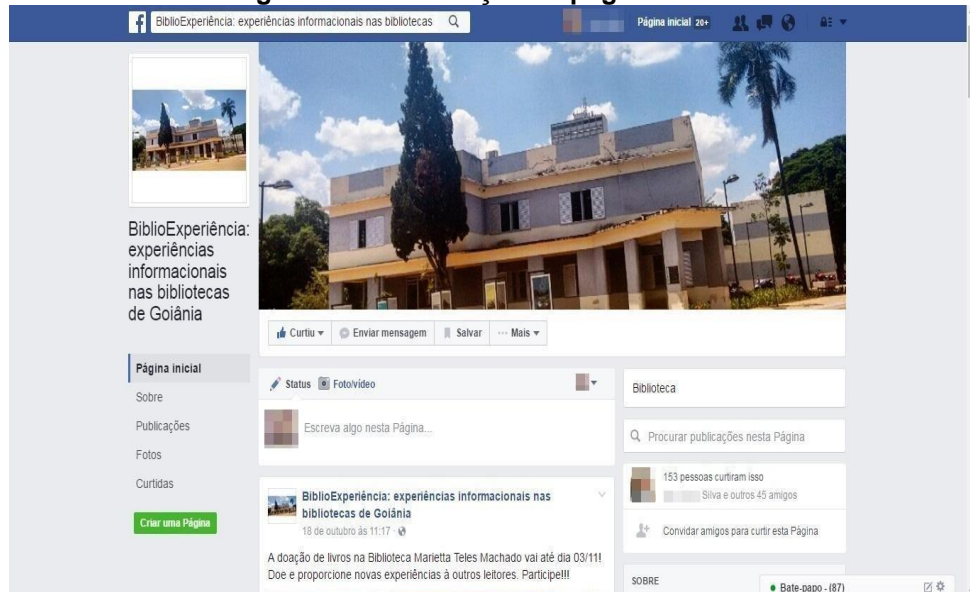 BiblioExperiência: experiências informacionais nas bibliotecas
Página inicial 20+
BiblioExperiência:
experiências
informacionais
nas bibliotecas
de Goiânia
Curtiu
Enviar mensagem
Salvar
Mais
Página inicial
Sobre
Publicações
Fotos
Curtidas
Criar uma Página
Status
Foto/vídeo
Escreva algo nesta Página...
BiblioExperiência: experiências informacionais nas
bibliotecas de Goiânia
18 de outubro às 11:17
A doação de livros na Biblioteca Marietta Teles Machado vai até dia 03/11!
Doe e proporcione novas experiências à outros leitores. Participe!!!
Biblioteca
Procurar publicações nesta Página
153 pessoas curtiram isso
Silva e outros 45 amigos
Convidar amigos para curtir esta Página
SOBRE
Bate-papo - (87)